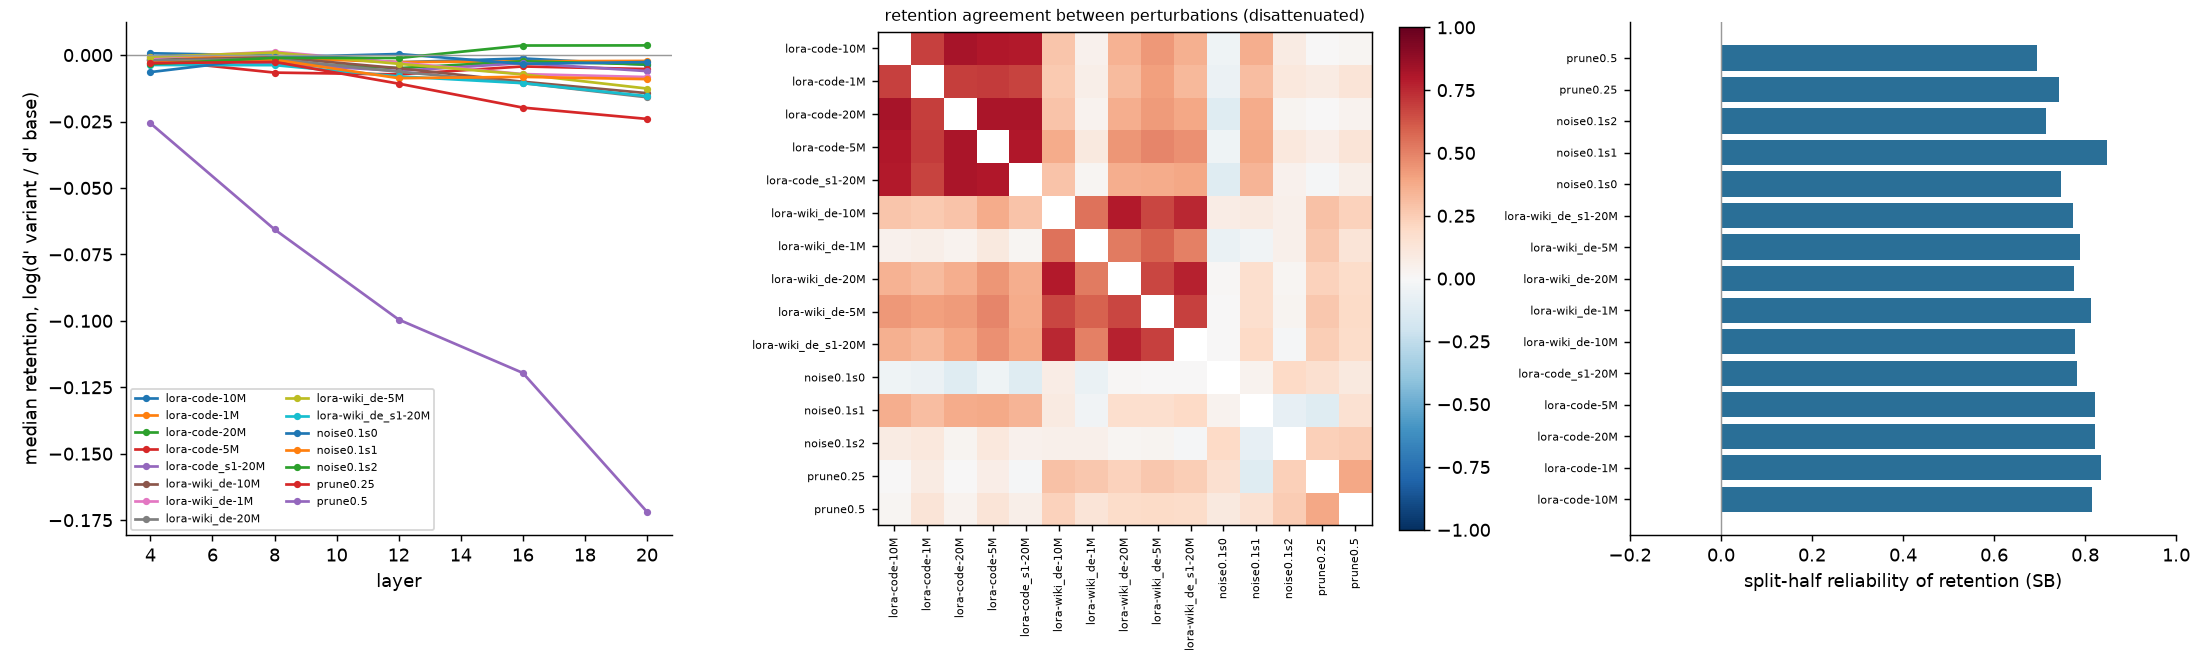 0.000
−0.025
−0.050
−0.075
−0.100
−0.125
−0.150
−0.175
median retention, log(d' variant / d' base)
lora-code-10M
lora-code-1M
lora-code-20M
lora-code-5M
lora-code_s1-20M
lora-wiki_de-10M
lora-wiki_de-1M
lora-wiki_de-20M
lora-wiki_de-5M
lora-wiki_de_s1-20M
noise0.1s0
noise0.1s1
noise0.1s2
prune0.25
prune0.5
4
6
8
10
12
14
16
18
20
layer
retention agreement between perturbations (disattenuated)
lora-code-10M
lora-code-1M
lora-code-20M
lora-code-5M
lora-code_s1-20M
lora-wiki_de-10M
lora-wiki_de-1M
lora-wiki_de-20M
lora-wiki_de-5M
lora-wiki_de_s1-20M
noise0.1s0
noise0.1s1
noise0.1s2
prune0.25
prune0.5
lora-code-10M
lora-code-1M
lora-code-20M
lora-code-5M
lora-code_s1-20M
lora-wiki_de-10M
lora-wiki_de-1M
lora-wiki_de-20M
lora-wiki_de-5M
lora-wiki_de_s1-20M
noise0.1s0
noise0.1s1
noise0.1s2
prune0.25
prune0.5
1.00
0.75
0.50
0.25
0.00
−0.25
−0.50
−0.75
−1.00
prune0.5
prune0.25
noise0.1s2
noise0.1s1
noise0.1s0
lora-wiki_de_s1-20M
lora-wiki_de-5M
lora-wiki_de-20M
lora-wiki_de-1M
lora-wiki_de-10M
lora-code_s1-20M
lora-code-5M
lora-code-20M
lora-code-1M
lora-code-10M
−0.2
0.0
0.2
0.4
0.6
0.8
1.0
split-half reliability of retention (SB)